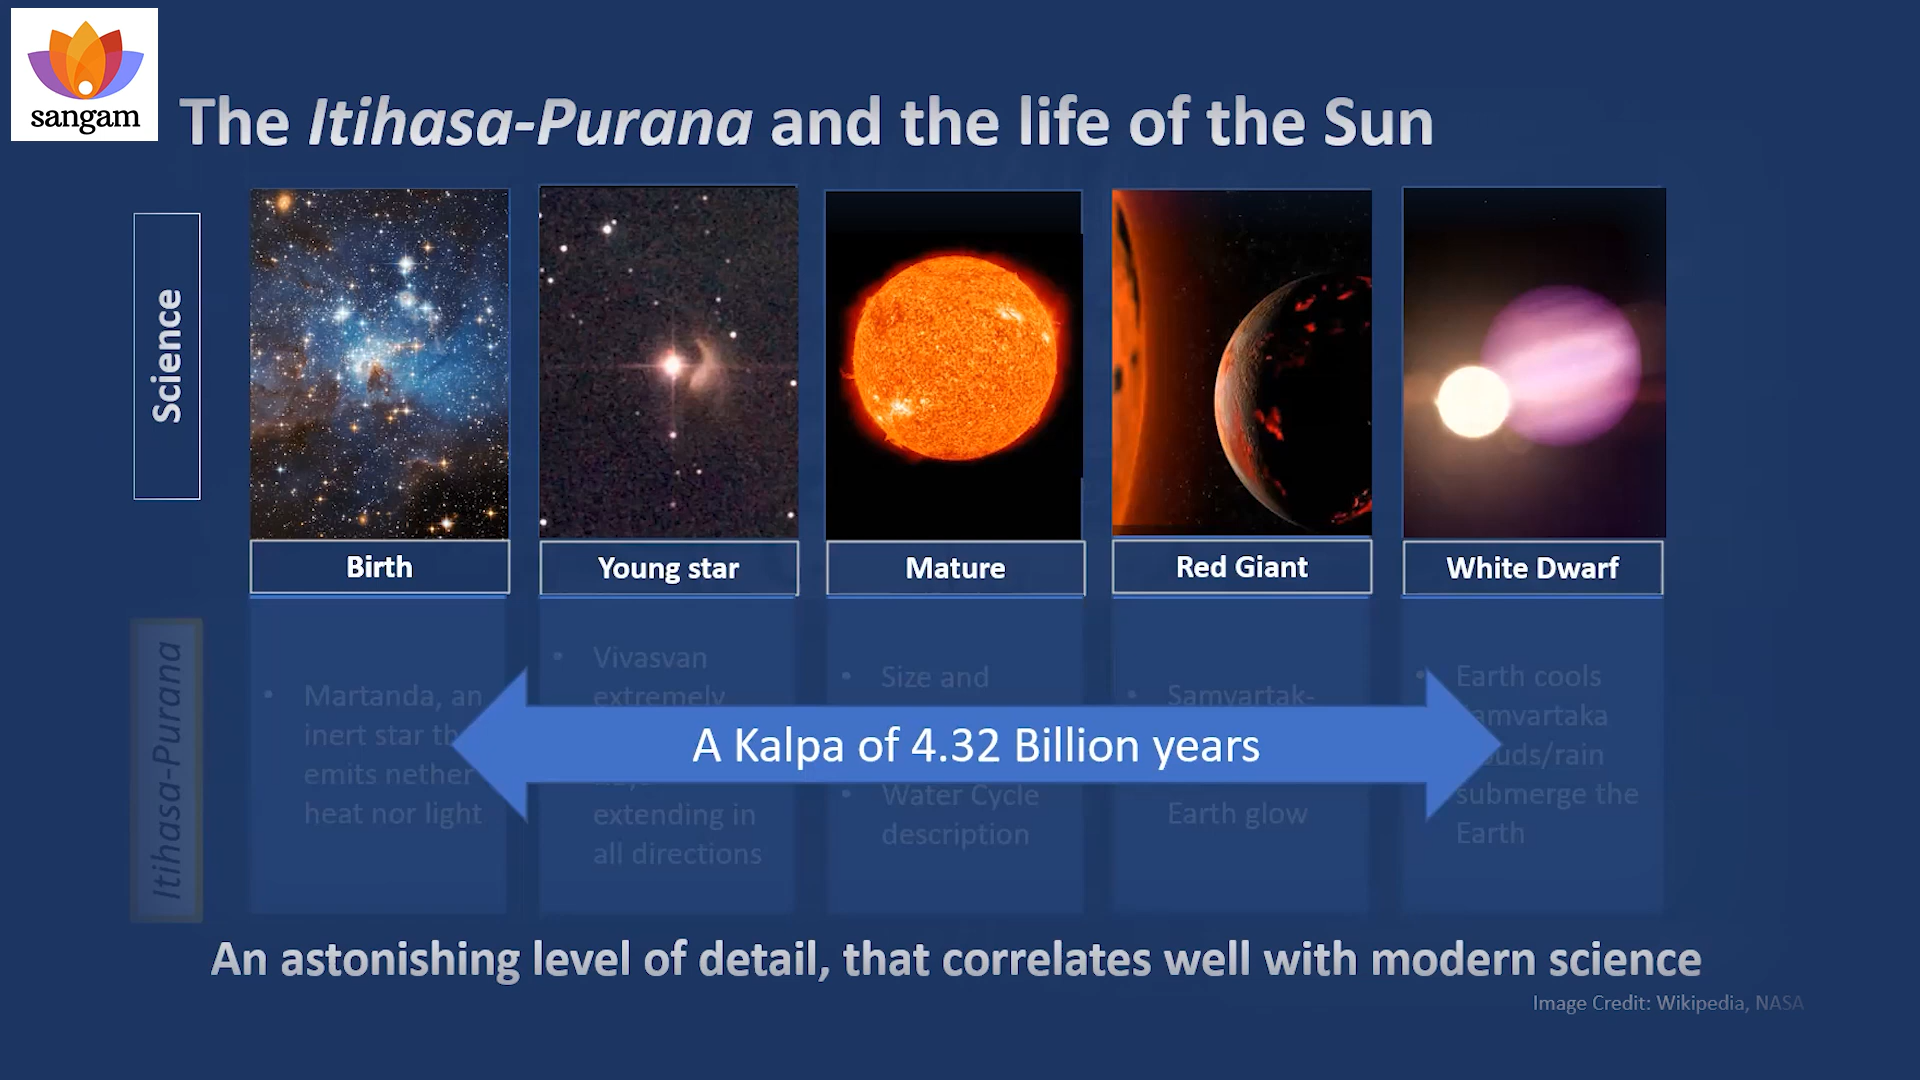 sangam
The Itihasa-Purana and the life of the Sun
Science
Birth
Young star
Mature
Red Giant
White Dwarf
Itihasa-Purana
• Martanda, an
inert star
emits nether
heat nor light
• Vivasvan
extremely
extending in
all directions
• Size and
• Water Cycle
description
• Samvartak-
Earth glow
• Earth cools
submerge the
Earth
A Kalpa of 4.32 Billion years
An astonishing level of detail, that correlates well with modern science
Image Credit: Wikipedia, NASA